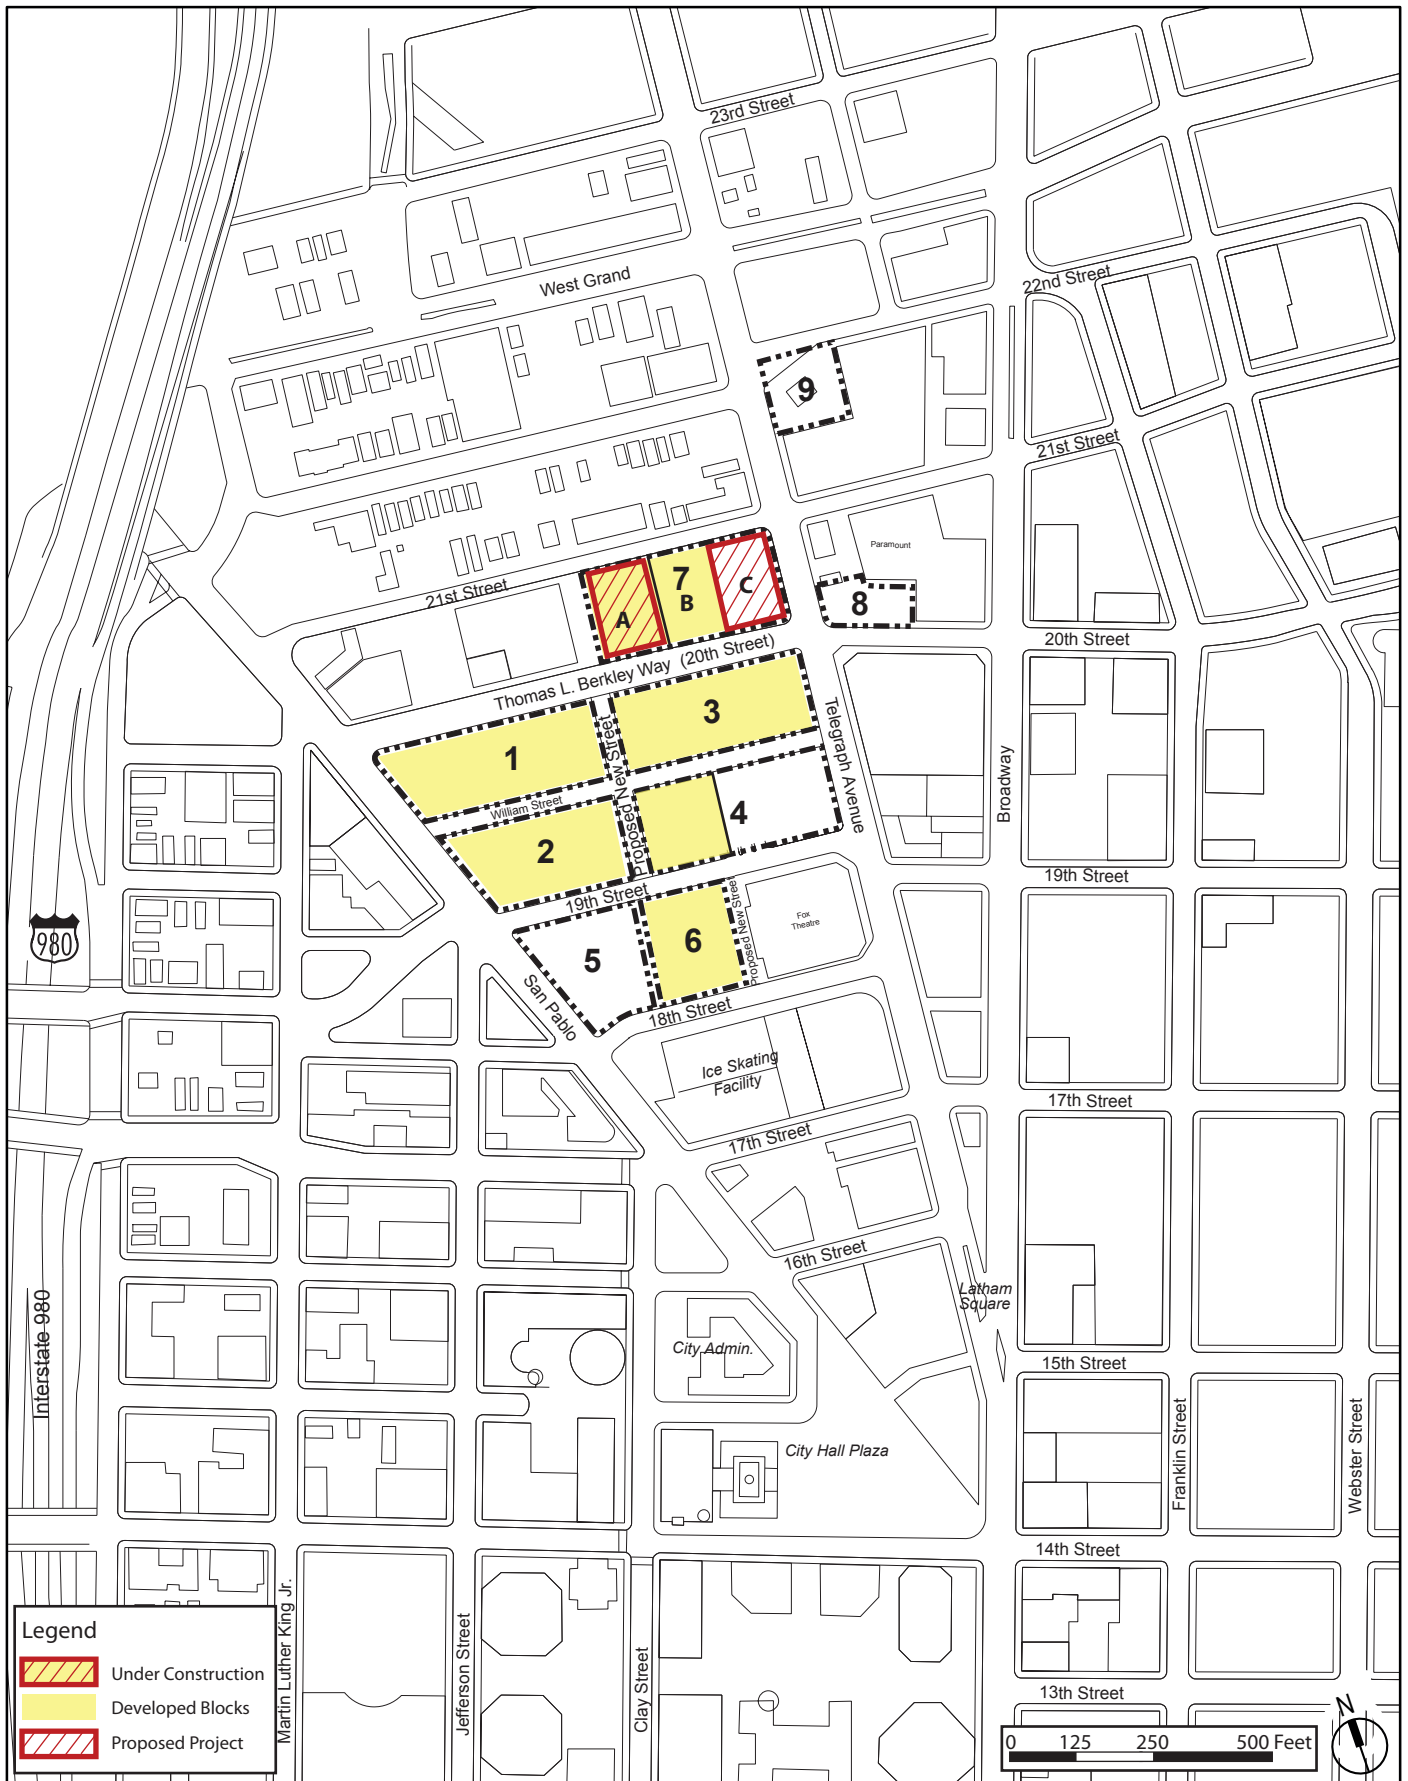 23rd Street
West Grand
22nd Street
9
21st Street
Paramount
7
C
21st Street
B
8
A
20th Street
Thomas L. Berkley Way (20th Street)
3
Telegraph Avenue
Proposed New Street
1
Broadway
William Street
4
2
19th Street
19th Street
Proposed New Street
Fox
Theatre
980
6
5
San Pablo
18th Street
Ice Skating
Facility
17th Street
17th Street
16th Street
Latham
Square
Interstate 980
City Admin.
15th Street
City Hall Plaza
Franklin Street
Webster Street
14th Street
Martin Luther King Jr.
Jefferson Street
Clay Street
13th Street
Legend
Under Construction
Developed Blocks
Proposed Project
0 125 250 500 Feet
N